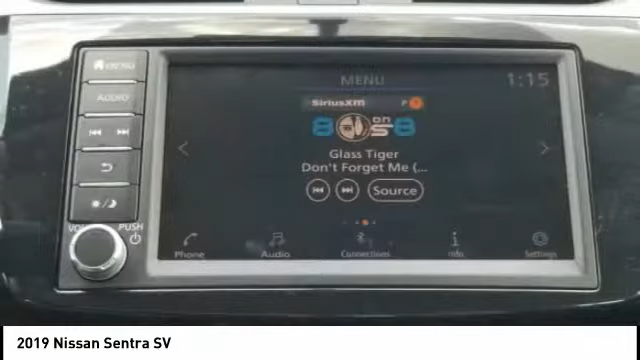 MENU
MENU
1:15
AUDIO
SiriusXM P
8 on 8
Glass Tiger
Don't Forget Me (...
Source
VOL PUSH
Phone
Audio
Connections
Info
Settings
2019 Nissan Sentra SV